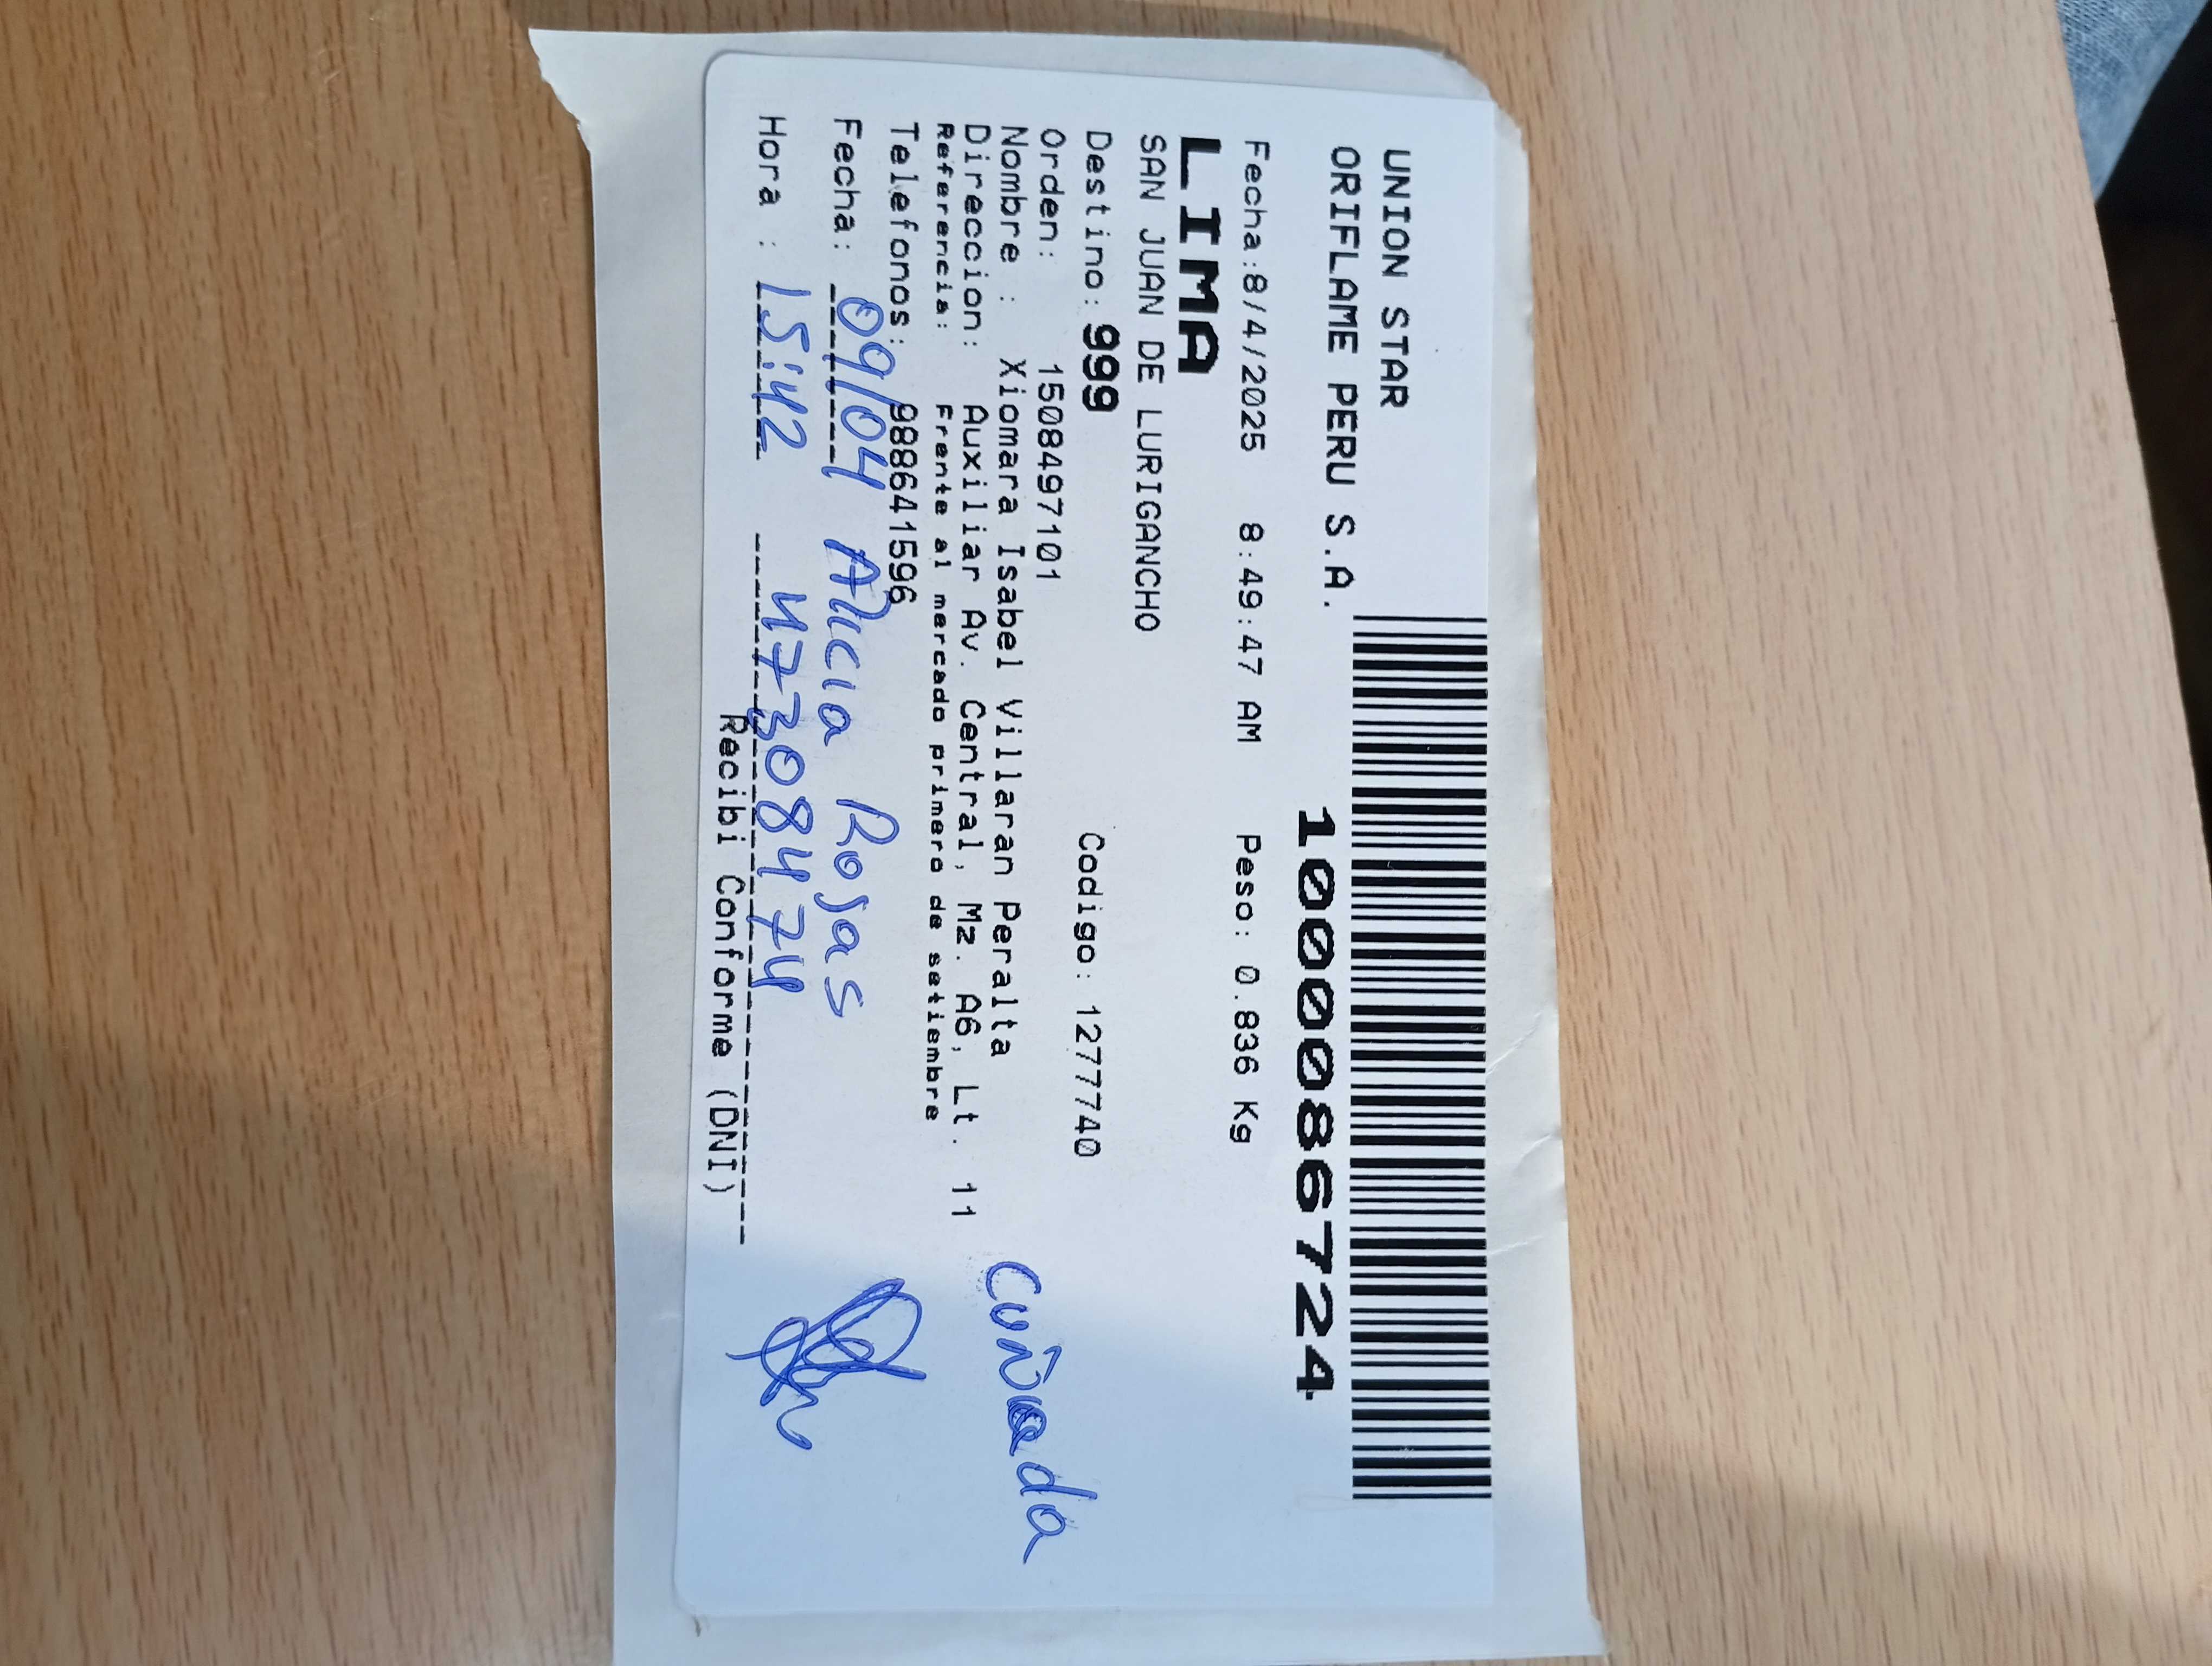 UNION STAR
ORIFLAME PERU S.A.
10000086724
Fecha:8/4/2025 8:49:47 AM Peso: 0.836 Kg
LIMA
SAN JUAN DE LURIGANCHO
Destino: 999 Codigo: 1277740
Orden: 1508497101
Nombre : Xiomara Isabel Villaran Peralta
Direccion: Auxiliar Av. Central, Mz. A6, Lt. 11
Referencia: Frente al mercado primero de setiembre
Telefonos: 988641596
cuñada
Fecha: 09/04 Alicia Rojas
Hora : 15:42 47308474
Recibi Conforme (DNI)